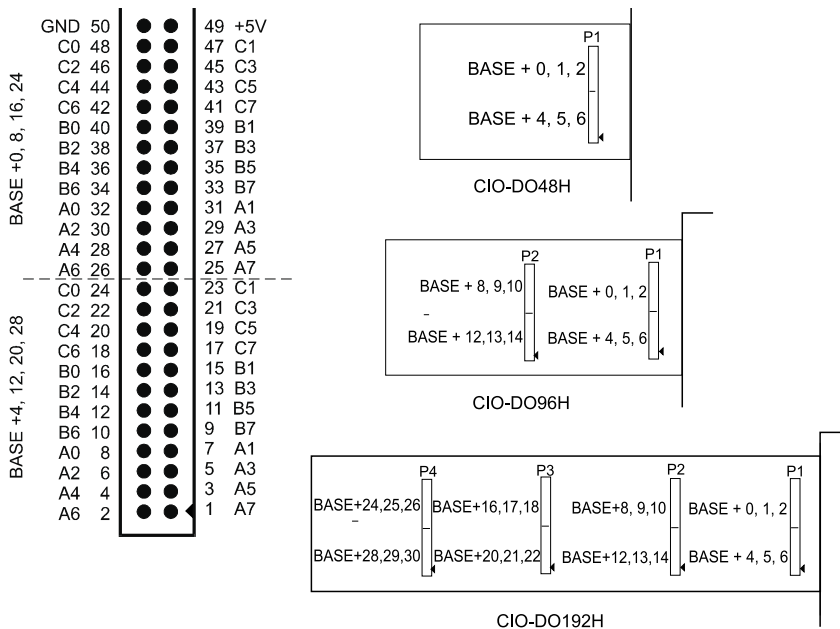 GND 50 49 +5V
C0 48 47 C1
C2 46 45 C3
C4 44 43 C5
C6 42 41 C7
B0 40 39 B1
B2 38 37 B3
B4 36 35 B5
B6 34 33 B7
A0 32 31 A1
A2 30 29 A3
A4 28 27 A5
A6 26 25 A7
C0 24 23 C1
C2 22 21 C3
C4 20 19 C5
C6 18 17 C7
B0 16 15 B1
B2 14 13 B3
B4 12 11 B5
B6 10 9 B7
A0 8 7 A1
A2 6 5 A3
A4 4 3 A5
A6 2 1 A7
BASE +0, 8, 16, 24
BASE +4, 12, 20, 28
P1
BASE + 0, 1, 2
BASE + 4, 5, 6
CIO-DO48H
P2 P1
BASE + 8, 9,10 BASE + 0, 1, 2
BASE + 12,13,14 BASE + 4, 5, 6
CIO-DO96H
P4 P3 P2 P1
BASE+24,25,26 BASE+16,17,18 BASE+8, 9,10 BASE + 0, 1, 2
BASE+28,29,30 BASE+20,21,22 BASE+12,13,14 BASE + 4, 5, 6
CIO-DO192H